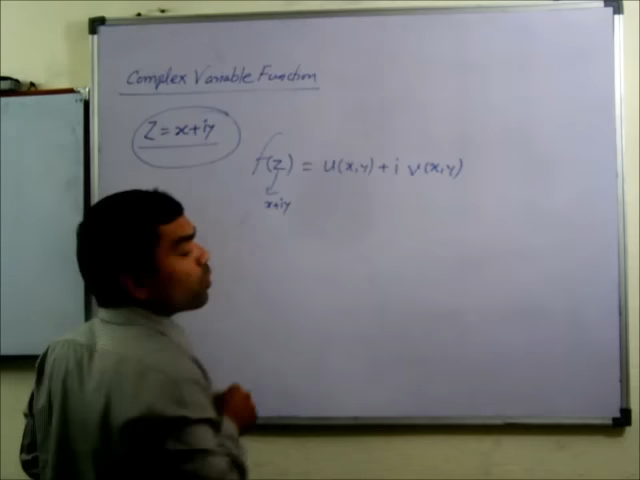 Complex Variable Function
Z = x+iy
f(z) = u(x,y) + i v(x,y)
x+iy